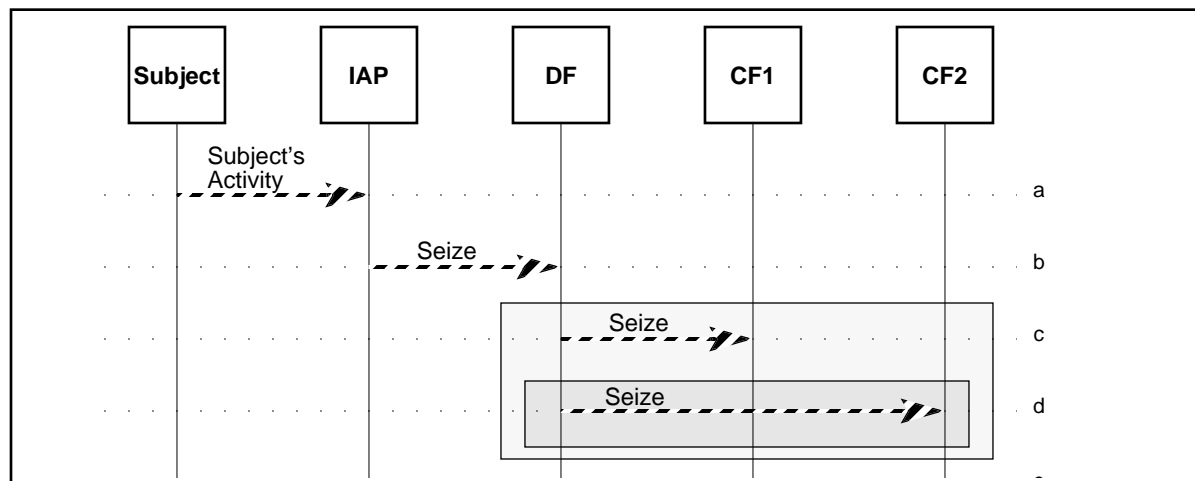 Subject IAP DF CF1 CF2
Subject's
Activity
a
Seize
b
Seize
c
Seize
d